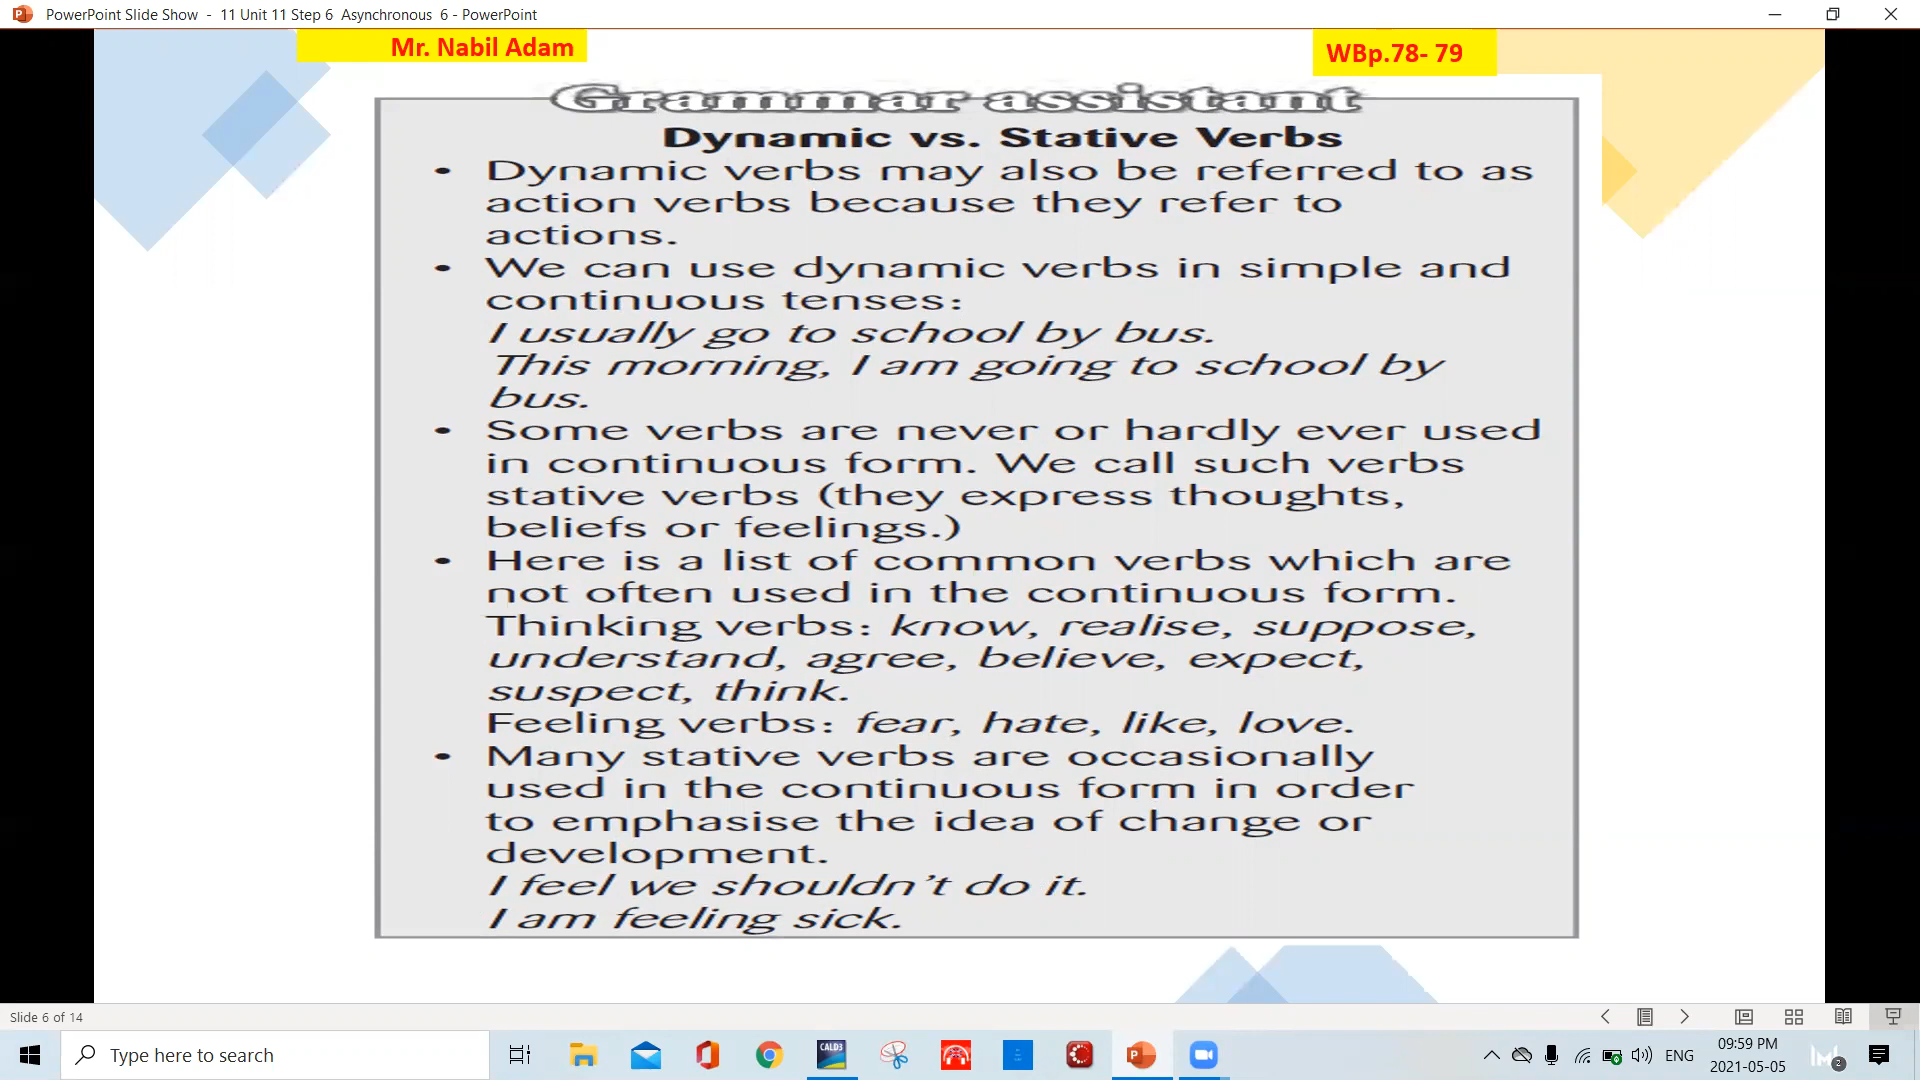 PowerPoint Slide Show - 11 Unit 11 Step 6 Asynchronous 6 - PowerPoint
Mr. Nabil Adam
WBp.78- 79
Grammar assistant
Dynamic vs. Stative Verbs
• Dynamic verbs may also be referred to as
action verbs because they refer to
actions.
• We can use dynamic verbs in simple and
continuous tenses:
I usually go to school by bus.
This morning, I am going to school by
bus.
• Some verbs are never or hardly ever used
in continuous form. We call such verbs
stative verbs (they express thoughts,
beliefs or feelings.)
• Here is a list of common verbs which are
not often used in the continuous form.
Thinking verbs: know, realise, suppose,
understand, agree, believe, expect,
suspect, think.
Feeling verbs: fear, hate, like, love.
• Many stative verbs are occasionally
used in the continuous form in order
to emphasise the idea of change or
development.
I feel we shouldn't do it.
I am feeling sick.
Slide 6 of 14
Type here to search
CALD3
ENG
09:59 PM
2021-05-05
2